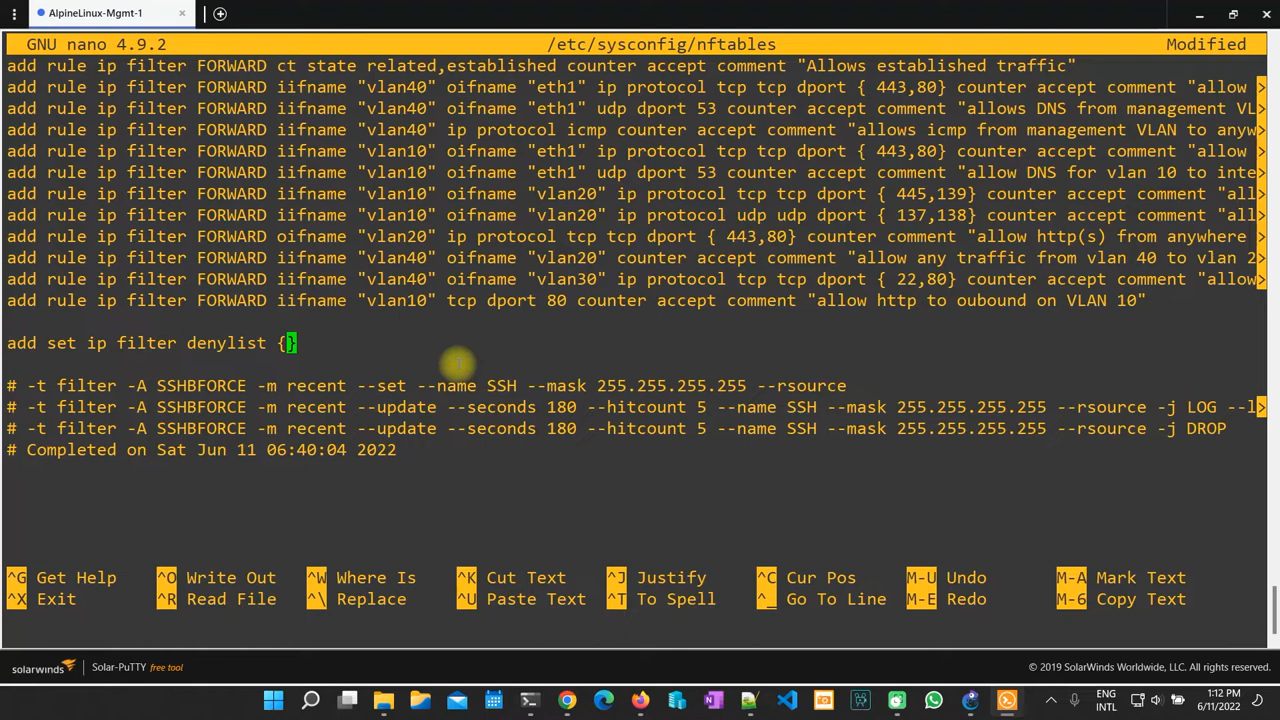 AlpineLinux-Mgmt-1
GNU nano 4.9.2 /etc/sysconfig/nftables Modified
add rule ip filter FORWARD ct state related,established counter accept comment "Allows established traffic"
add rule ip filter FORWARD iifname "vlan40" oifname "eth1" ip protocol tcp tcp dport { 443,80} counter accept comment "allow >
add rule ip filter FORWARD iifname "vlan40" oifname "eth1" udp dport 53 counter accept comment "allows DNS from management VL>
add rule ip filter FORWARD iifname "vlan40" ip protocol icmp counter accept comment "allows icmp from management VLAN to anyw>
add rule ip filter FORWARD iifname "vlan10" oifname "eth1" ip protocol tcp tcp dport { 443,80} counter accept comment "allow >
add rule ip filter FORWARD iifname "vlan10" oifname "eth1" udp dport 53 counter accept comment "allow DNS for vlan 10 to inte>
add rule ip filter FORWARD iifname "vlan10" oifname "vlan20" ip protocol tcp tcp dport { 445,139} counter accept comment "all>
add rule ip filter FORWARD iifname "vlan10" oifname "vlan20" ip protocol udp udp dport { 137,138} counter accept comment "all>
add rule ip filter FORWARD oifname "vlan20" ip protocol tcp tcp dport { 443,80} counter comment "allow http(s) from anywhere >
add rule ip filter FORWARD iifname "vlan40" oifname "vlan20" counter accept comment "allow any traffic from vlan 40 to vlan 2>
add rule ip filter FORWARD iifname "vlan40" oifname "vlan30" ip protocol tcp tcp dport { 22,80} counter accept comment "allow>
add rule ip filter FORWARD iifname "vlan10" tcp dport 80 counter accept comment "allow http to oubound on VLAN 10"
add set ip filter denylist {}
# -t filter -A SSHBFORCE -m recent --set --name SSH --mask 255.255.255.255 --rsource
# -t filter -A SSHBFORCE -m recent --update --seconds 180 --hitcount 5 --name SSH --mask 255.255.255.255 --rsource -j LOG --l>
# -t filter -A SSHBFORCE -m recent --update --seconds 180 --hitcount 5 --name SSH --mask 255.255.255.255 --rsource -j DROP
# Completed on Sat Jun 11 06:40:04 2022
^G Get Help ^O Write Out ^W Where Is ^K Cut Text ^J Justify ^C Cur Pos M-U Undo M-A Mark Text
^X Exit ^R Read File ^\ Replace ^U Paste Text ^T To Spell ^_ Go To Line M-E Redo M-6 Copy Text
solarwinds Solar-PuTTY free tool © 2019 SolarWinds Worldwide, LLC. All rights reserved.
ENG 1:12 PM
INTL 6/11/2022